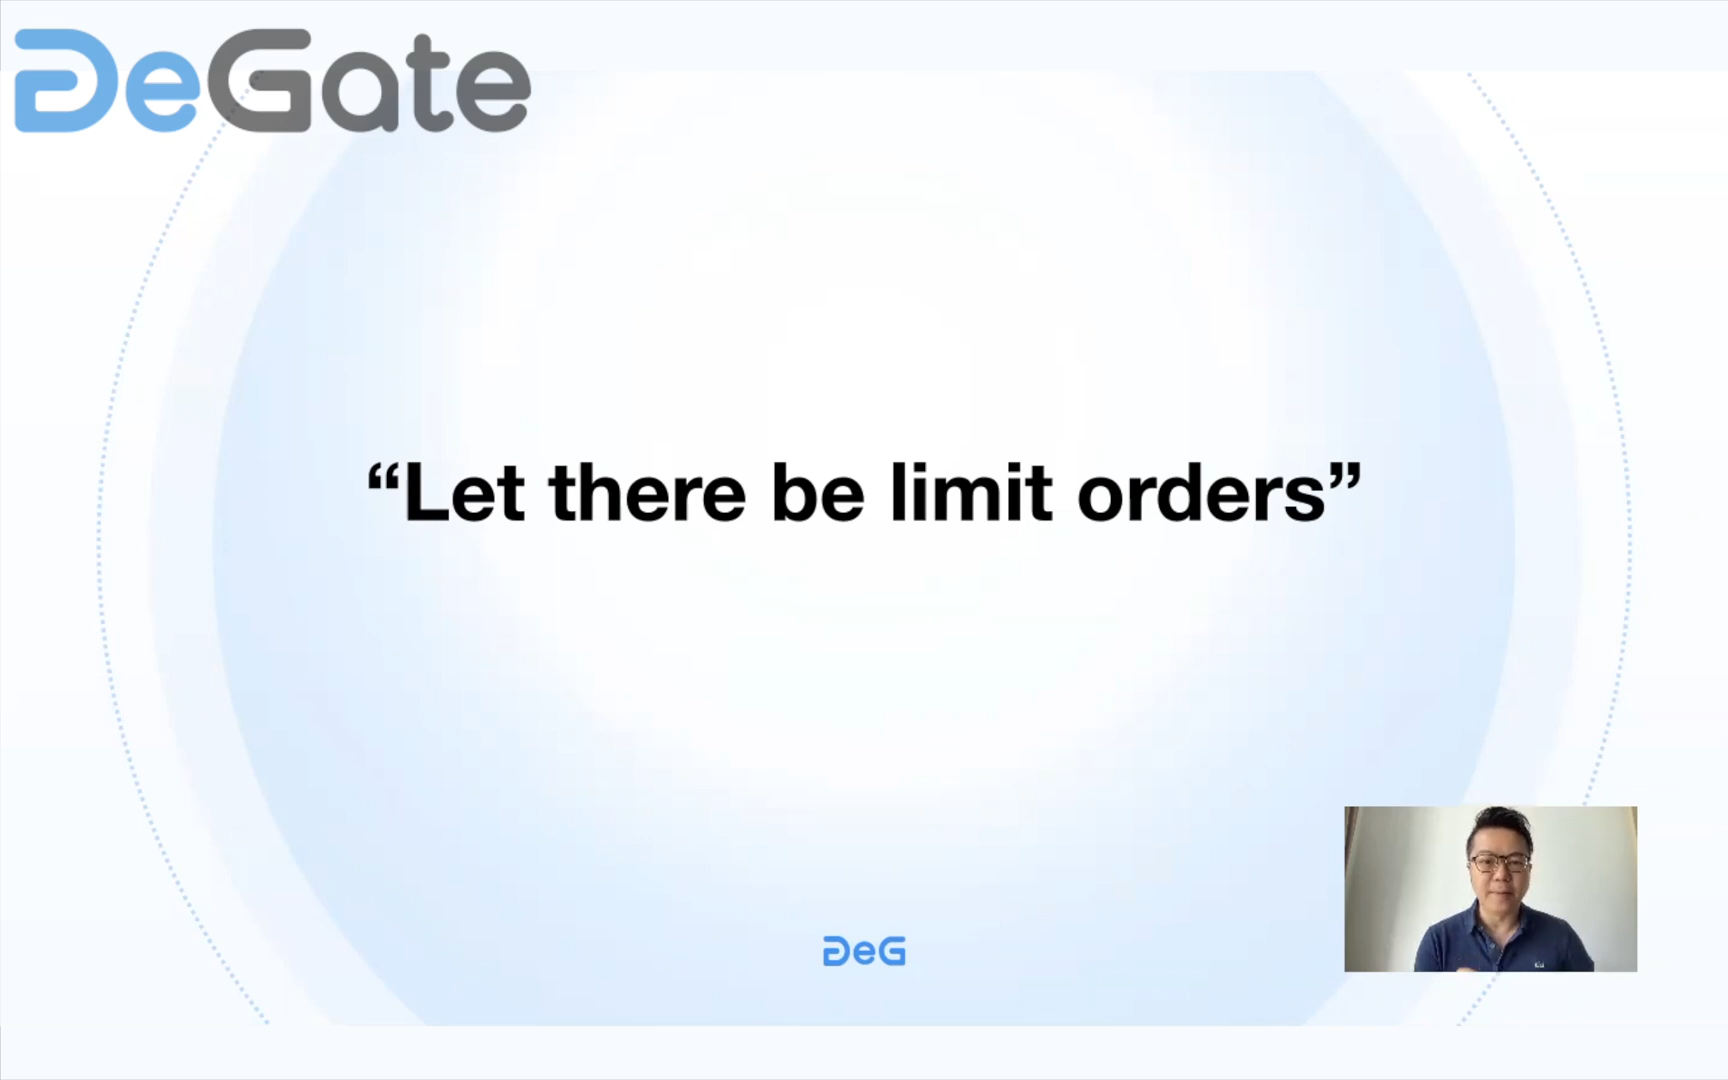 DeGate
“Let there be limit orders”
DeG